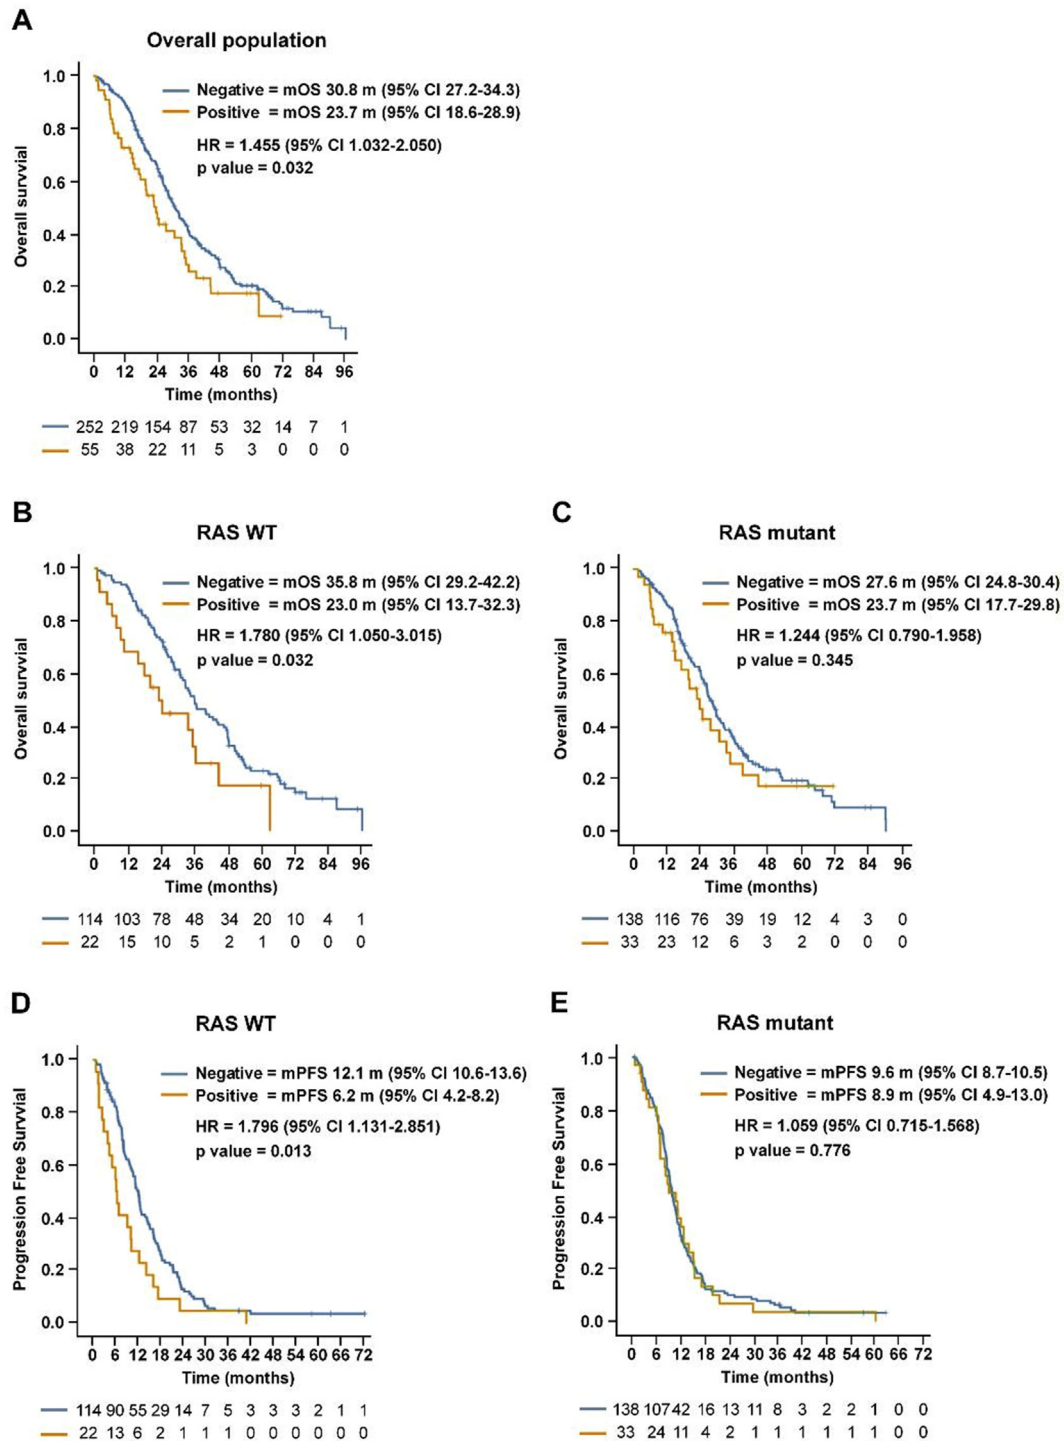 A
Overall population
Negative = mOS 30.8 m (95% CI 27.2-34.3)
Positive = mOS 23.7 m (95% CI 18.6-28.9)
HR = 1.455 (95% CI 1.032-2.050)
p value = 0.032
Overall survvial
1.0
0.8
0.6
0.4
0.2
0.0
0 12 24 36 48 60 72 84 96
Time (months)
252 219 154 87 53 32 14 7 1
55 38 22 11 5 3 0 0 0
B
RAS WT
Negative = mOS 35.8 m (95% CI 29.2-42.2)
Positive = mOS 23.0 m (95% CI 13.7-32.3)
HR = 1.780 (95% CI 1.050-3.015)
p value = 0.032
Overall survvial
1.0
0.8
0.6
0.4
0.2
0.0
0 12 24 36 48 60 72 84 96
Time (months)
114 103 78 48 34 20 10 4 1
22 15 10 5 2 1 0 0 0
C
RAS mutant
Negative = mOS 27.6 m (95% CI 24.8-30.4)
Positive = mOS 23.7 m (95% CI 17.7-29.8)
HR = 1.244 (95% CI 0.790-1.958)
p value = 0.345
Overall survvial
1.0
0.8
0.6
0.4
0.2
0.0
0 12 24 36 48 60 72 84 96
Time (months)
138 116 76 39 19 12 4 3 0
33 23 12 6 3 2 0 0 0
D
RAS WT
Negative = mPFS 12.1 m (95% CI 10.6-13.6)
Positive = mPFS 6.2 m (95% CI 4.2-8.2)
HR = 1.796 (95% CI 1.131-2.851)
p value = 0.013
Progression Free Survival
1.0
0.8
0.6
0.4
0.2
0.0
0 6 12 18 24 30 36 42 48 54 60 66 72
Time (months)
114 90 55 29 14 7 5 3 3 3 2 1 1
22 13 6 2 1 1 1 0 0 0 0 0 0
E
RAS mutant
Negative = mPFS 9.6 m (95% CI 8.7-10.5)
Positive = mPFS 8.9 m (95% CI 4.9-13.0)
HR = 1.059 (95% CI 0.715-1.568)
p value = 0.776
Progression Free Survival
1.0
0.8
0.6
0.4
0.2
0.0
0 6 12 18 24 30 36 42 48 54 60 66 72
Time (months)
138 107 42 16 13 11 8 3 2 2 1 0 0
33 24 11 4 2 1 1 1 1 1 1 0 0